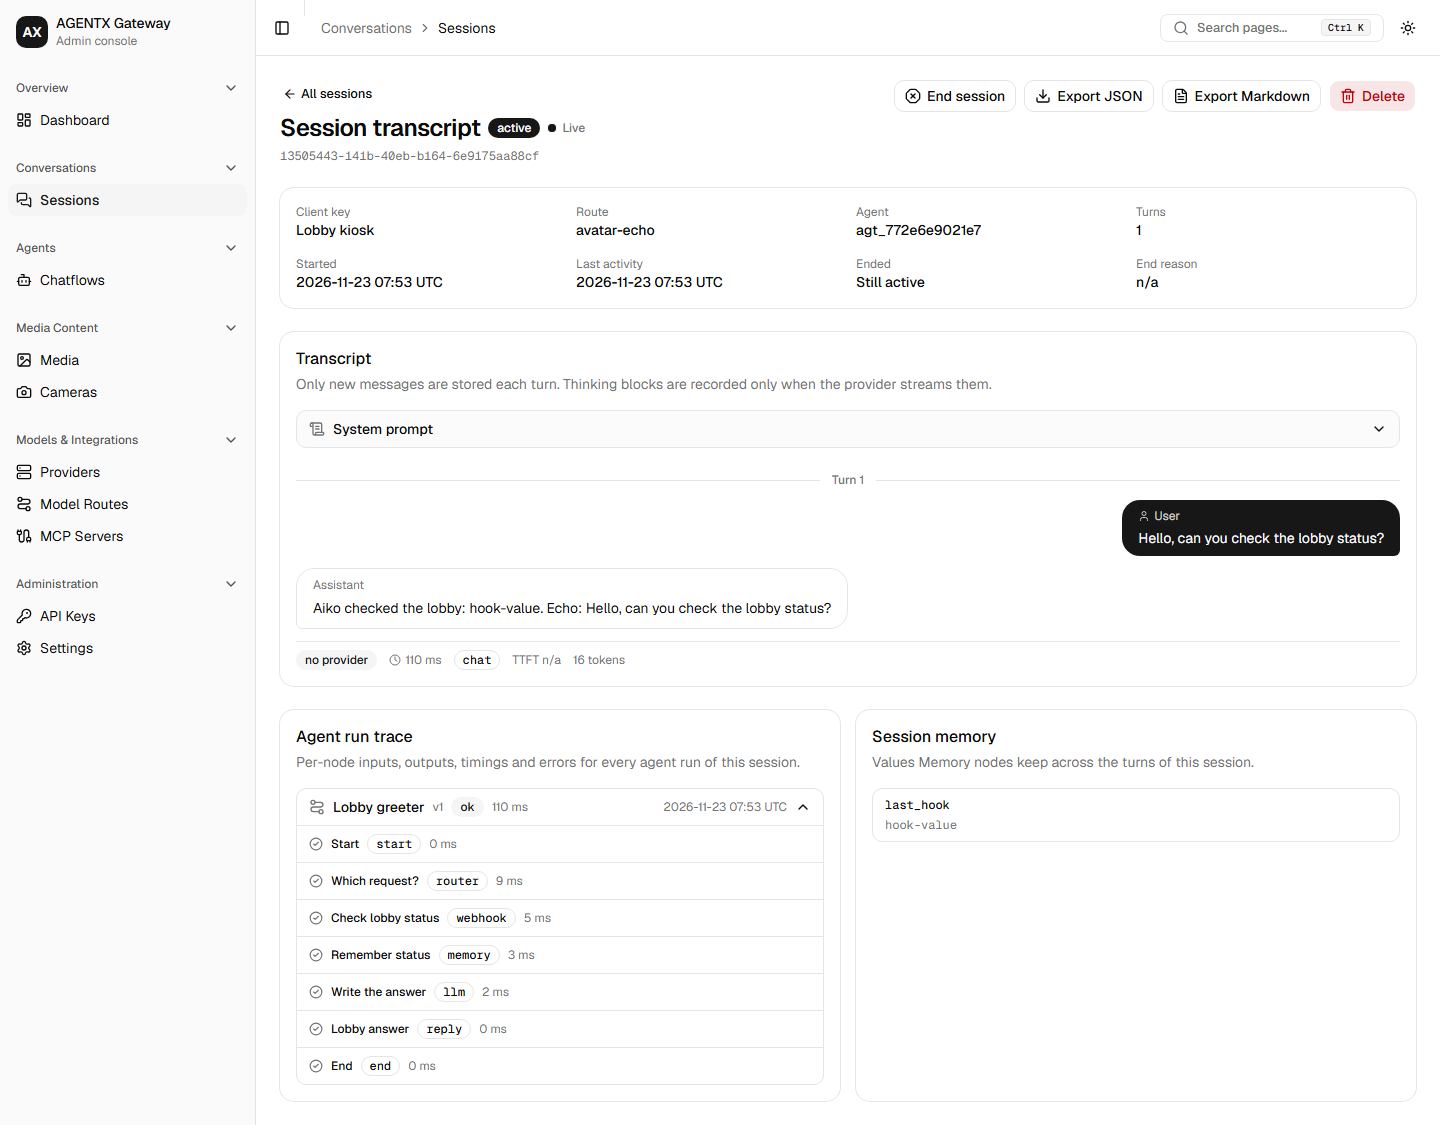 AX
AGENTX Gateway
Admin console
Overview
Dashboard
Conversations
Sessions
Agents
Chatflows
Media Content
Media
Cameras
Models & Integrations
Providers
Model Routes
MCP Servers
Administration
API Keys
Settings
Conversations > Sessions
Search pages... Ctrl K
All sessions
End session
Export JSON
Export Markdown
Delete
Session transcript active Live
13505443-141b-40eb-b164-6e9175aa88cf
Client key
Lobby kiosk
Route
avatar-echo
Agent
agt_772e6e9021e7
Turns
1
Started
2026-11-23 07:53 UTC
Last activity
2026-11-23 07:53 UTC
Ended
Still active
End reason
n/a
Transcript
Only new messages are stored each turn. Thinking blocks are recorded only when the provider streams them.
System prompt
Turn 1
User
Hello, can you check the lobby status?
Assistant
Aiko checked the lobby: hook-value. Echo: Hello, can you check the lobby status?
no provider 110 ms chat TTFT n/a 16 tokens
Agent run trace
Per-node inputs, outputs, timings and errors for every agent run of this session.
Lobby greeter v1 ok 110 ms 2026-11-23 07:53 UTC
Start start 0 ms
Which request? router 9 ms
Check lobby status webhook 5 ms
Remember status memory 3 ms
Write the answer llm 2 ms
Lobby answer reply 0 ms
End end 0 ms
Session memory
Values Memory nodes keep across the turns of this session.
last_hook
hook-value